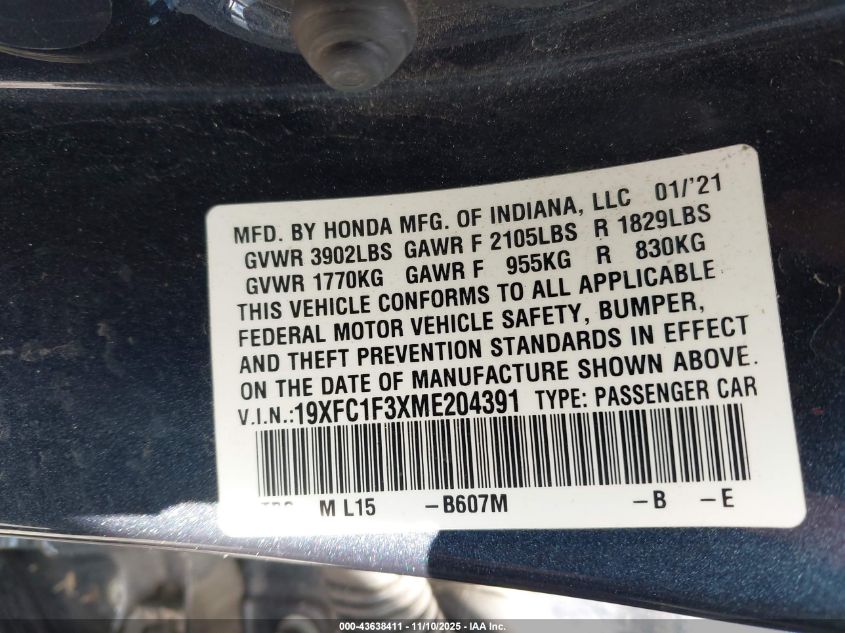 MFD. BY HONDA MFG. OF INDIANA, LLC 01/'21
GVWR 3902LBS GAWR F 2105LBS R 1829LBS
GVWR 1770KG GAWR F 955KG R 830KG
THIS VEHICLE CONFORMS TO ALL APPLICABLE
FEDERAL MOTOR VEHICLE SAFETY, BUMPER,
AND THEFT PREVENTION STANDARDS IN EFFECT
ON THE DATE OF MANUFACTURE SHOWN ABOVE.
V.I.N.:19XFC1F3XME204391 TYPE: PASSENGER CAR
M L15 –B607M –B –E
000-43638411 - 11/10/2025 - IAA Inc.